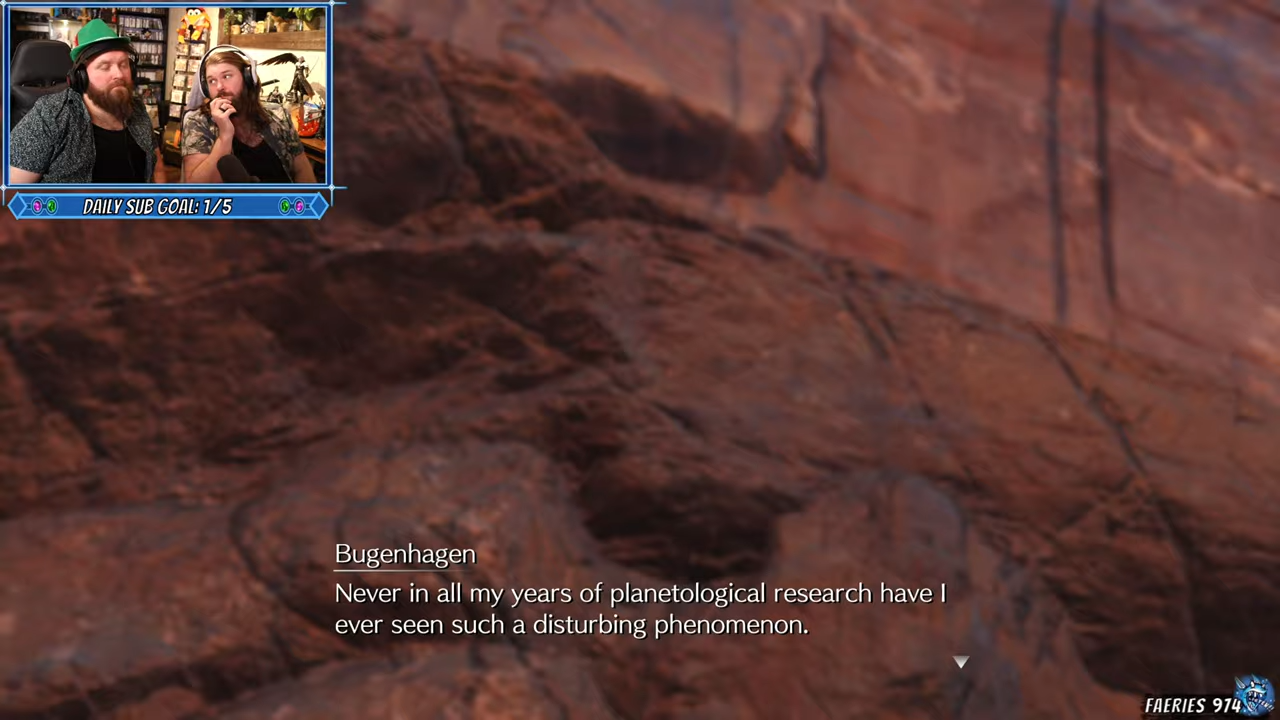 DAILY SUB GOAL: 1/5
Bugenhagen
Never in all my years of planetological research have I
ever seen such a disturbing phenomenon.
FAERIES 974